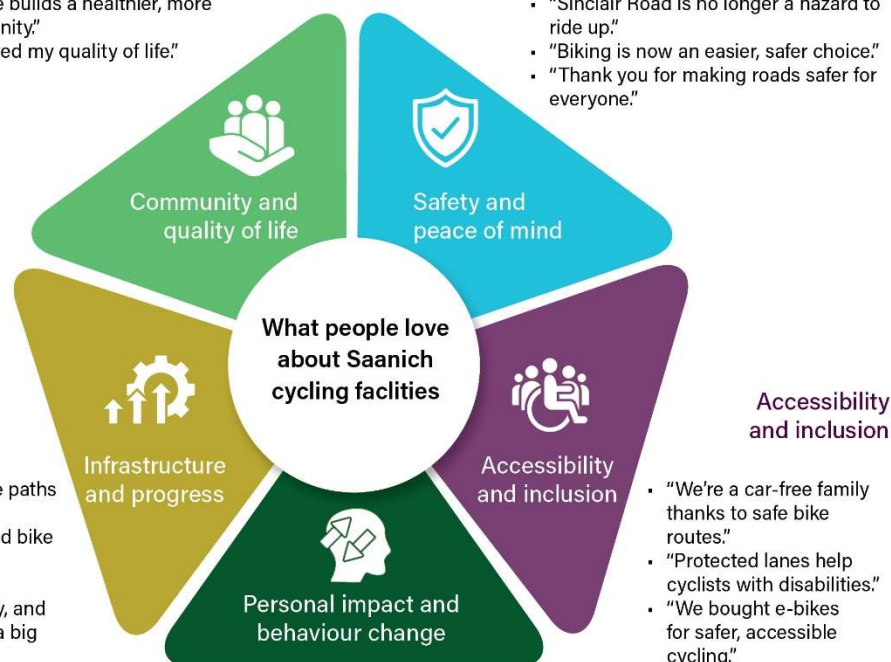 e builds a healthier, more
nity."
ed my quality of life."
▪ "Sinclair Road is no longer a hazard to
ride up."
▪ "Biking is now an easier, safer choice."
▪ "Thank you for making roads safer for
everyone."
Community and
quality of life
Safety and
peace of mind
What people love
about Saanich
cycling faclities
Infrastructure
and progress
Accessibility
and inclusion
Personal impact and
behaviour change
e paths
d bike
y, and
a big
Accessibility
and inclusion
▪ "We're a car-free family
thanks to safe bike
routes."
▪ "Protected lanes help
cyclists with disabilities."
▪ "We bought e-bikes
for safer, accessible
cycling."